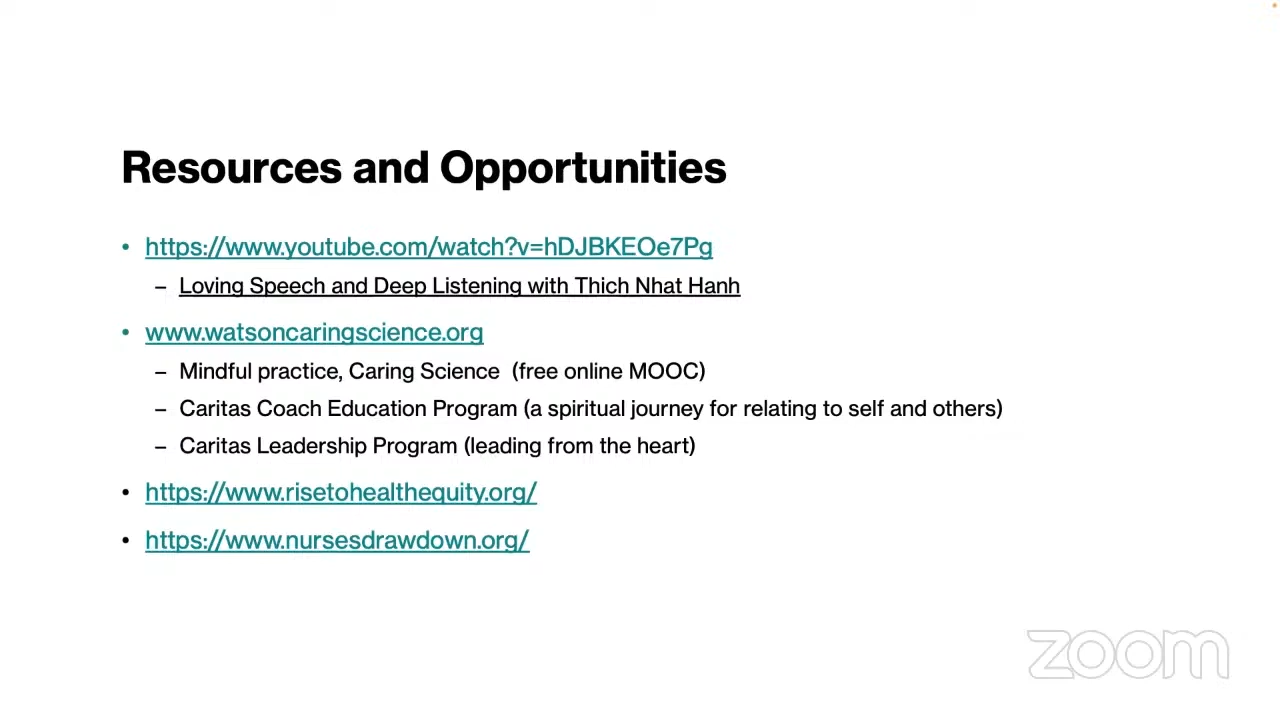 Resources and Opportunities
• https://www.youtube.com/watch?v=hDJBKEOe7Pg
– Loving Speech and Deep Listening with Thich Nhat Hanh
• www.watsoncaringscience.org
– Mindful practice, Caring Science  (free online MOOC)
– Caritas Coach Education Program (a spiritual journey for relating to self and others)
– Caritas Leadership Program (leading from the heart)
• https://www.risetohealthequity.org/
• https://www.nursesdrawdown.org/
zoom